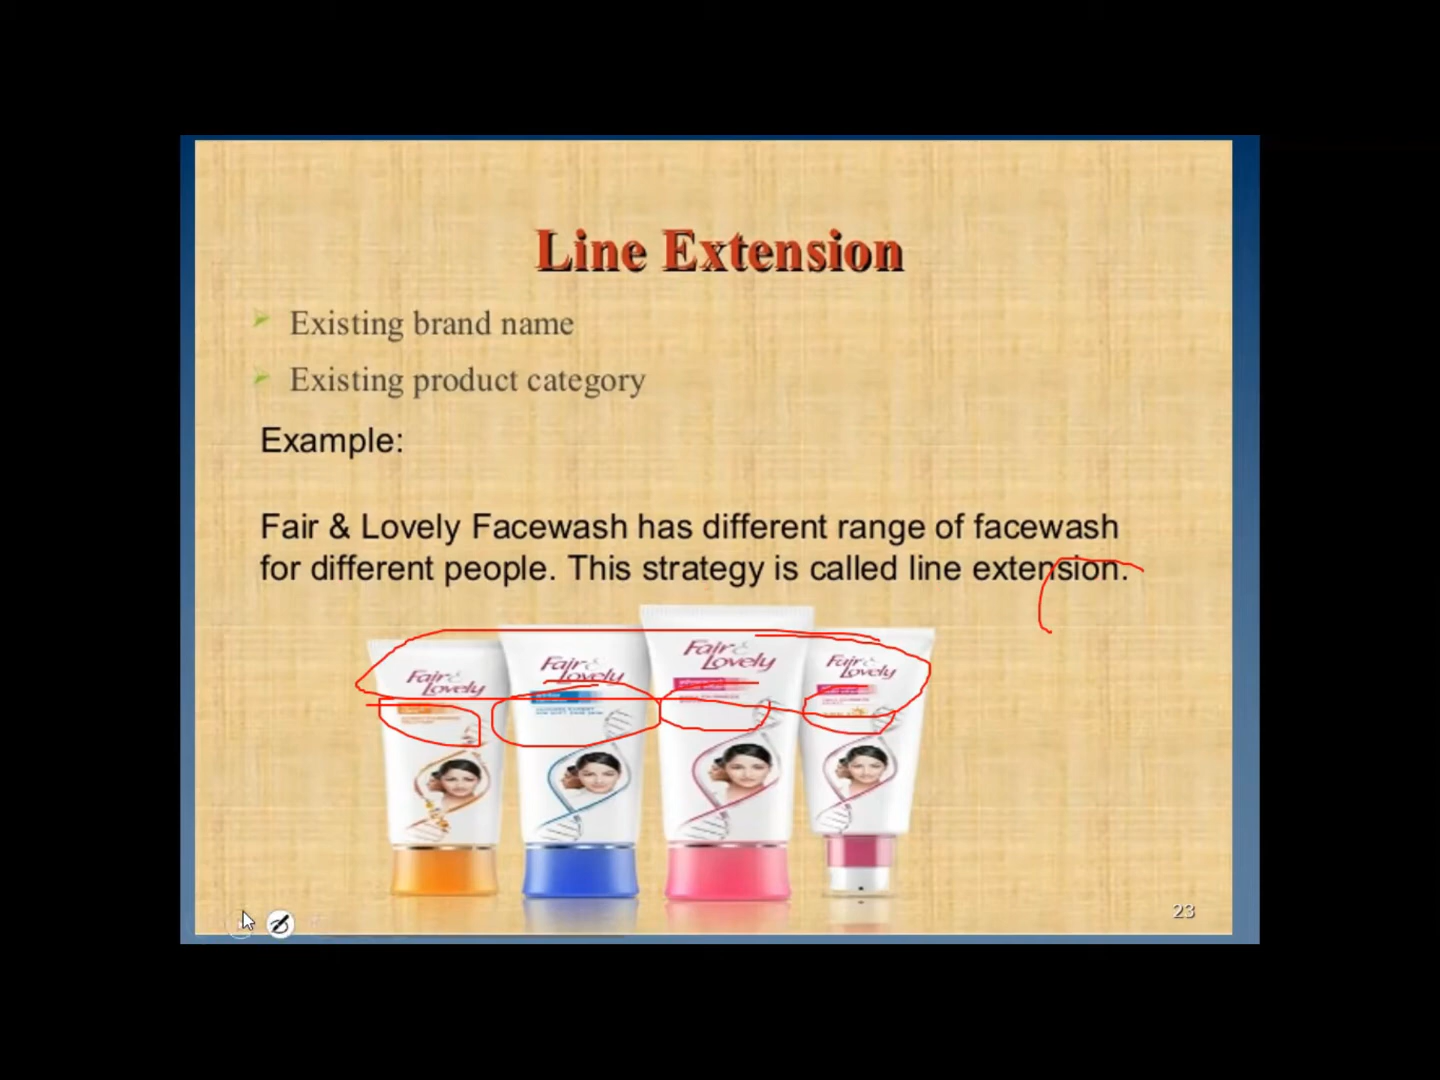 Line Extension
Existing brand name
Existing product category
Example:
Fair & Lovely Facewash has different range of facewash
for different people. This strategy is called line extension.
Fair & Lovely
Fair & Lovely
Fair & Lovely
Fair & Lovely
23